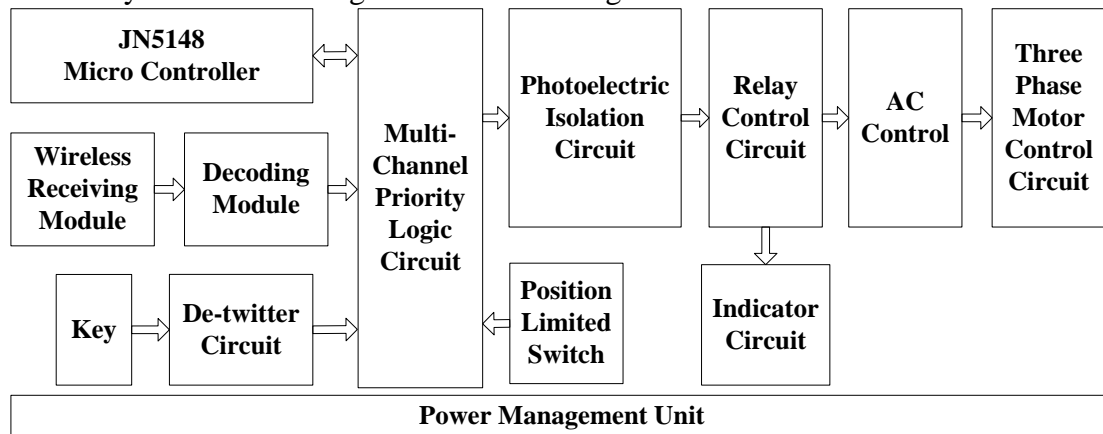 JN5148
Micro Controller
Wireless
Receiving
Module
Decoding
Module
Key
De-twitter
Circuit
Multi-
Channel
Priority
Logic
Circuit
Photoelectric
Isolation
Circuit
Position
Limited
Switch
Relay
Control
Circuit
Indicator
Circuit
AC
Control
Three
Phase
Motor
Control
Circuit
Power Management Unit